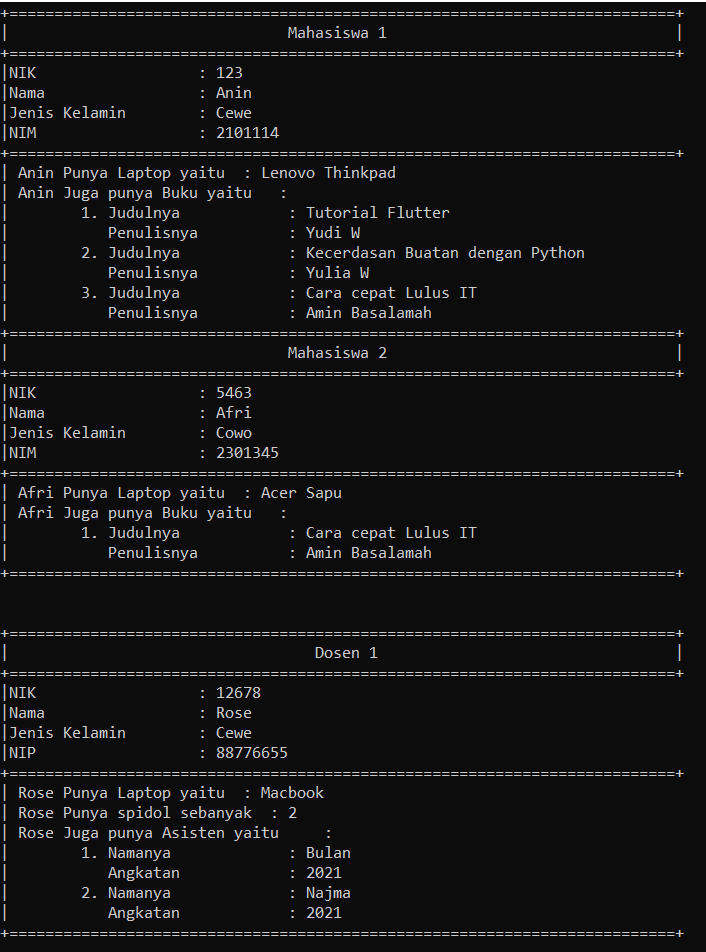 +==========================================================================+
|                               Mahasiswa 1                                |
+==========================================================================+
|NIK                  : 123
|Nama                 : Anin
|Jenis Kelamin        : Cewe
|NIM                  : 2101114
+==========================================================================+
| Anin Punya Laptop yaitu  : Lenovo Thinkpad
| Anin Juga punya Buku yaitu   :
|        1. Judulnya            : Tutorial Flutter
|           Penulisnya          : Yudi W
|        2. Judulnya            : Kecerdasan Buatan dengan Python
|           Penulisnya          : Yulia W
|        3. Judulnya            : Cara cepat Lulus IT
|           Penulisnya          : Amin Basalamah
+==========================================================================+
|                               Mahasiswa 2                                |
+==========================================================================+
|NIK                  : 5463
|Nama                 : Afri
|Jenis Kelamin        : Cowo
|NIM                  : 2301345
+==========================================================================+
| Afri Punya Laptop yaitu  : Acer Sapu
| Afri Juga punya Buku yaitu   :
|        1. Judulnya            : Cara cepat Lulus IT
|           Penulisnya          : Amin Basalamah
+==========================================================================+
+==========================================================================+
|                                  Dosen 1                                 |
+==========================================================================+
|NIK                  : 12678
|Nama                 : Rose
|Jenis Kelamin        : Cewe
|NIP                  : 88776655
+==========================================================================+
| Rose Punya Laptop yaitu  : Macbook
| Rose Punya spidol sebanyak  : 2
| Rose Juga punya Asisten yaitu     :
|        1. Namanya             : Bulan
|           Angkatan            : 2021
|        2. Namanya             : Najma
|           Angkatan            : 2021
+==========================================================================+